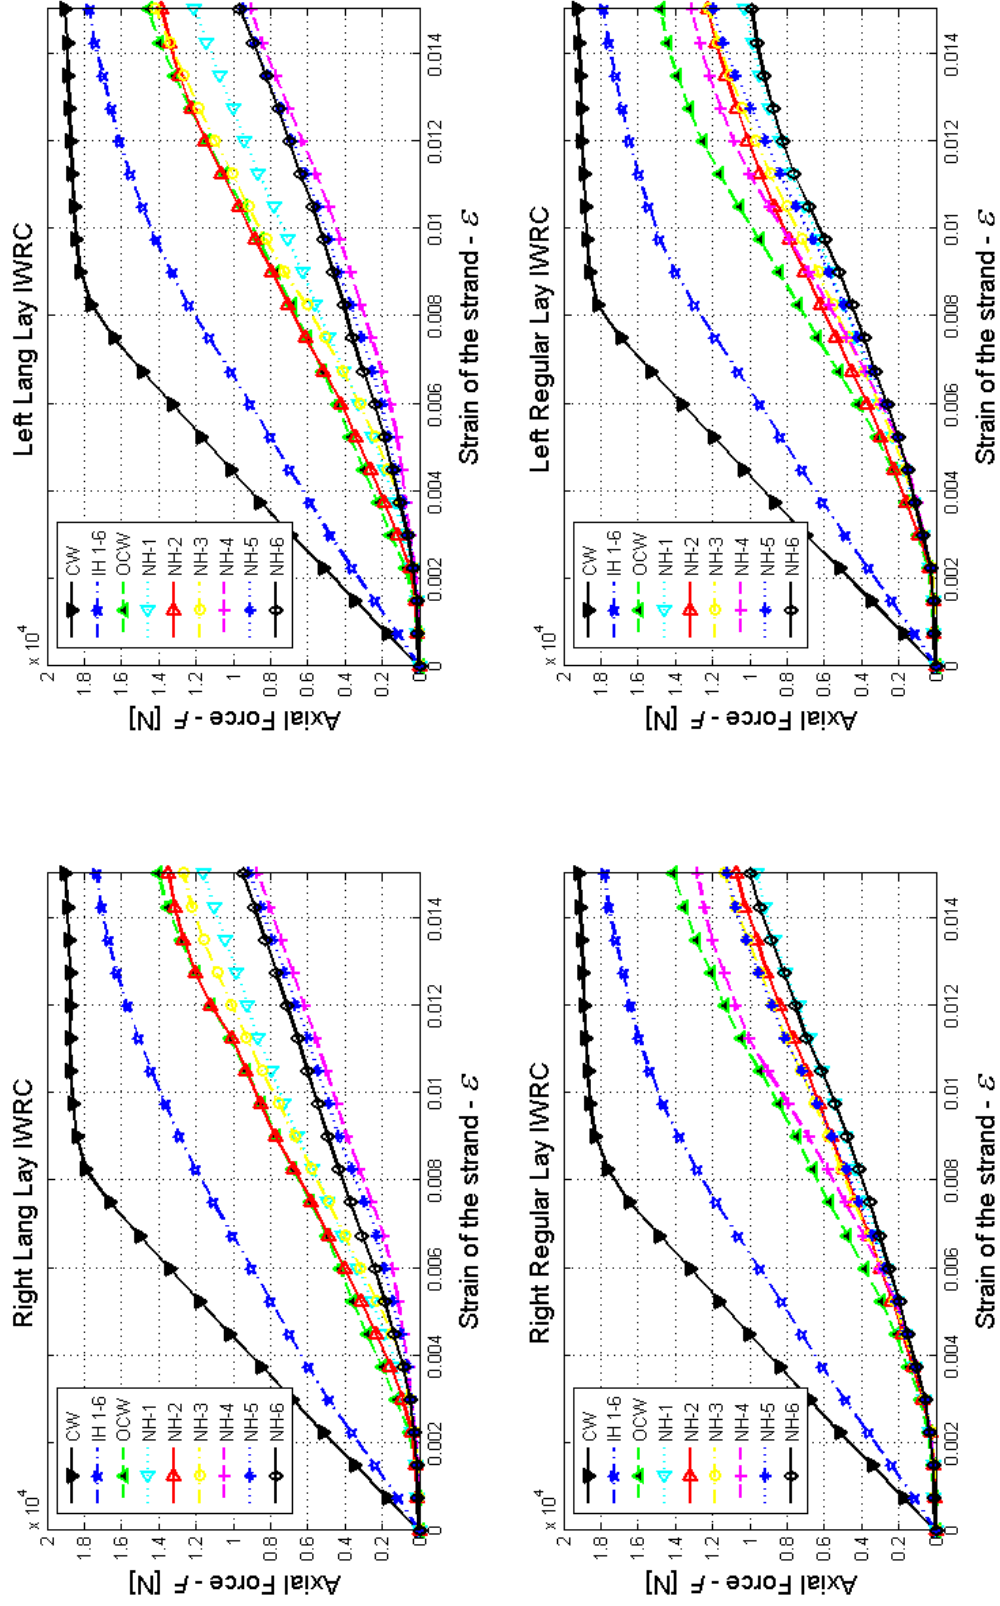 Right Lang Lay IWRC
x 10^4
2
1.8
1.6
1.4
1.2
1
0.8
0.6
0.4
0.2
0
Axial Force - F [N]
CW
IH 1-6
OCW
NH-1
NH-2
NH-3
NH-4
NH-5
NH-6
0
0.002
0.004
0.006
0.008
0.01
0.012
0.014
Strain of the strand - ε
Left Lang Lay IWRC
x 10^4
2
1.8
1.6
1.4
1.2
1
0.8
0.6
0.4
0.2
0
Axial Force - F [N]
CW
IH 1-6
OCW
NH-1
NH-2
NH-3
NH-4
NH-5
NH-6
0
0.002
0.004
0.006
0.008
0.01
0.012
0.014
Strain of the strand - ε
Right Regular Lay IWRC
x 10^4
2
1.8
1.6
1.4
1.2
1
0.8
0.6
0.4
0.2
0
Axial Force - F [N]
CW
IH 1-6
OCW
NH-1
NH-2
NH-3
NH-4
NH-5
NH-6
0
0.002
0.004
0.006
0.008
0.01
0.012
0.014
Strain of the strand - ε
Left Regular Lay IWRC
x 10^4
2
1.8
1.6
1.4
1.2
1
0.8
0.6
0.4
0.2
0
Axial Force - F [N]
CW
IH 1-6
OCW
NH-1
NH-2
NH-3
NH-4
NH-5
NH-6
0
0.002
0.004
0.006
0.008
0.01
0.012
0.014
Strain of the strand - ε